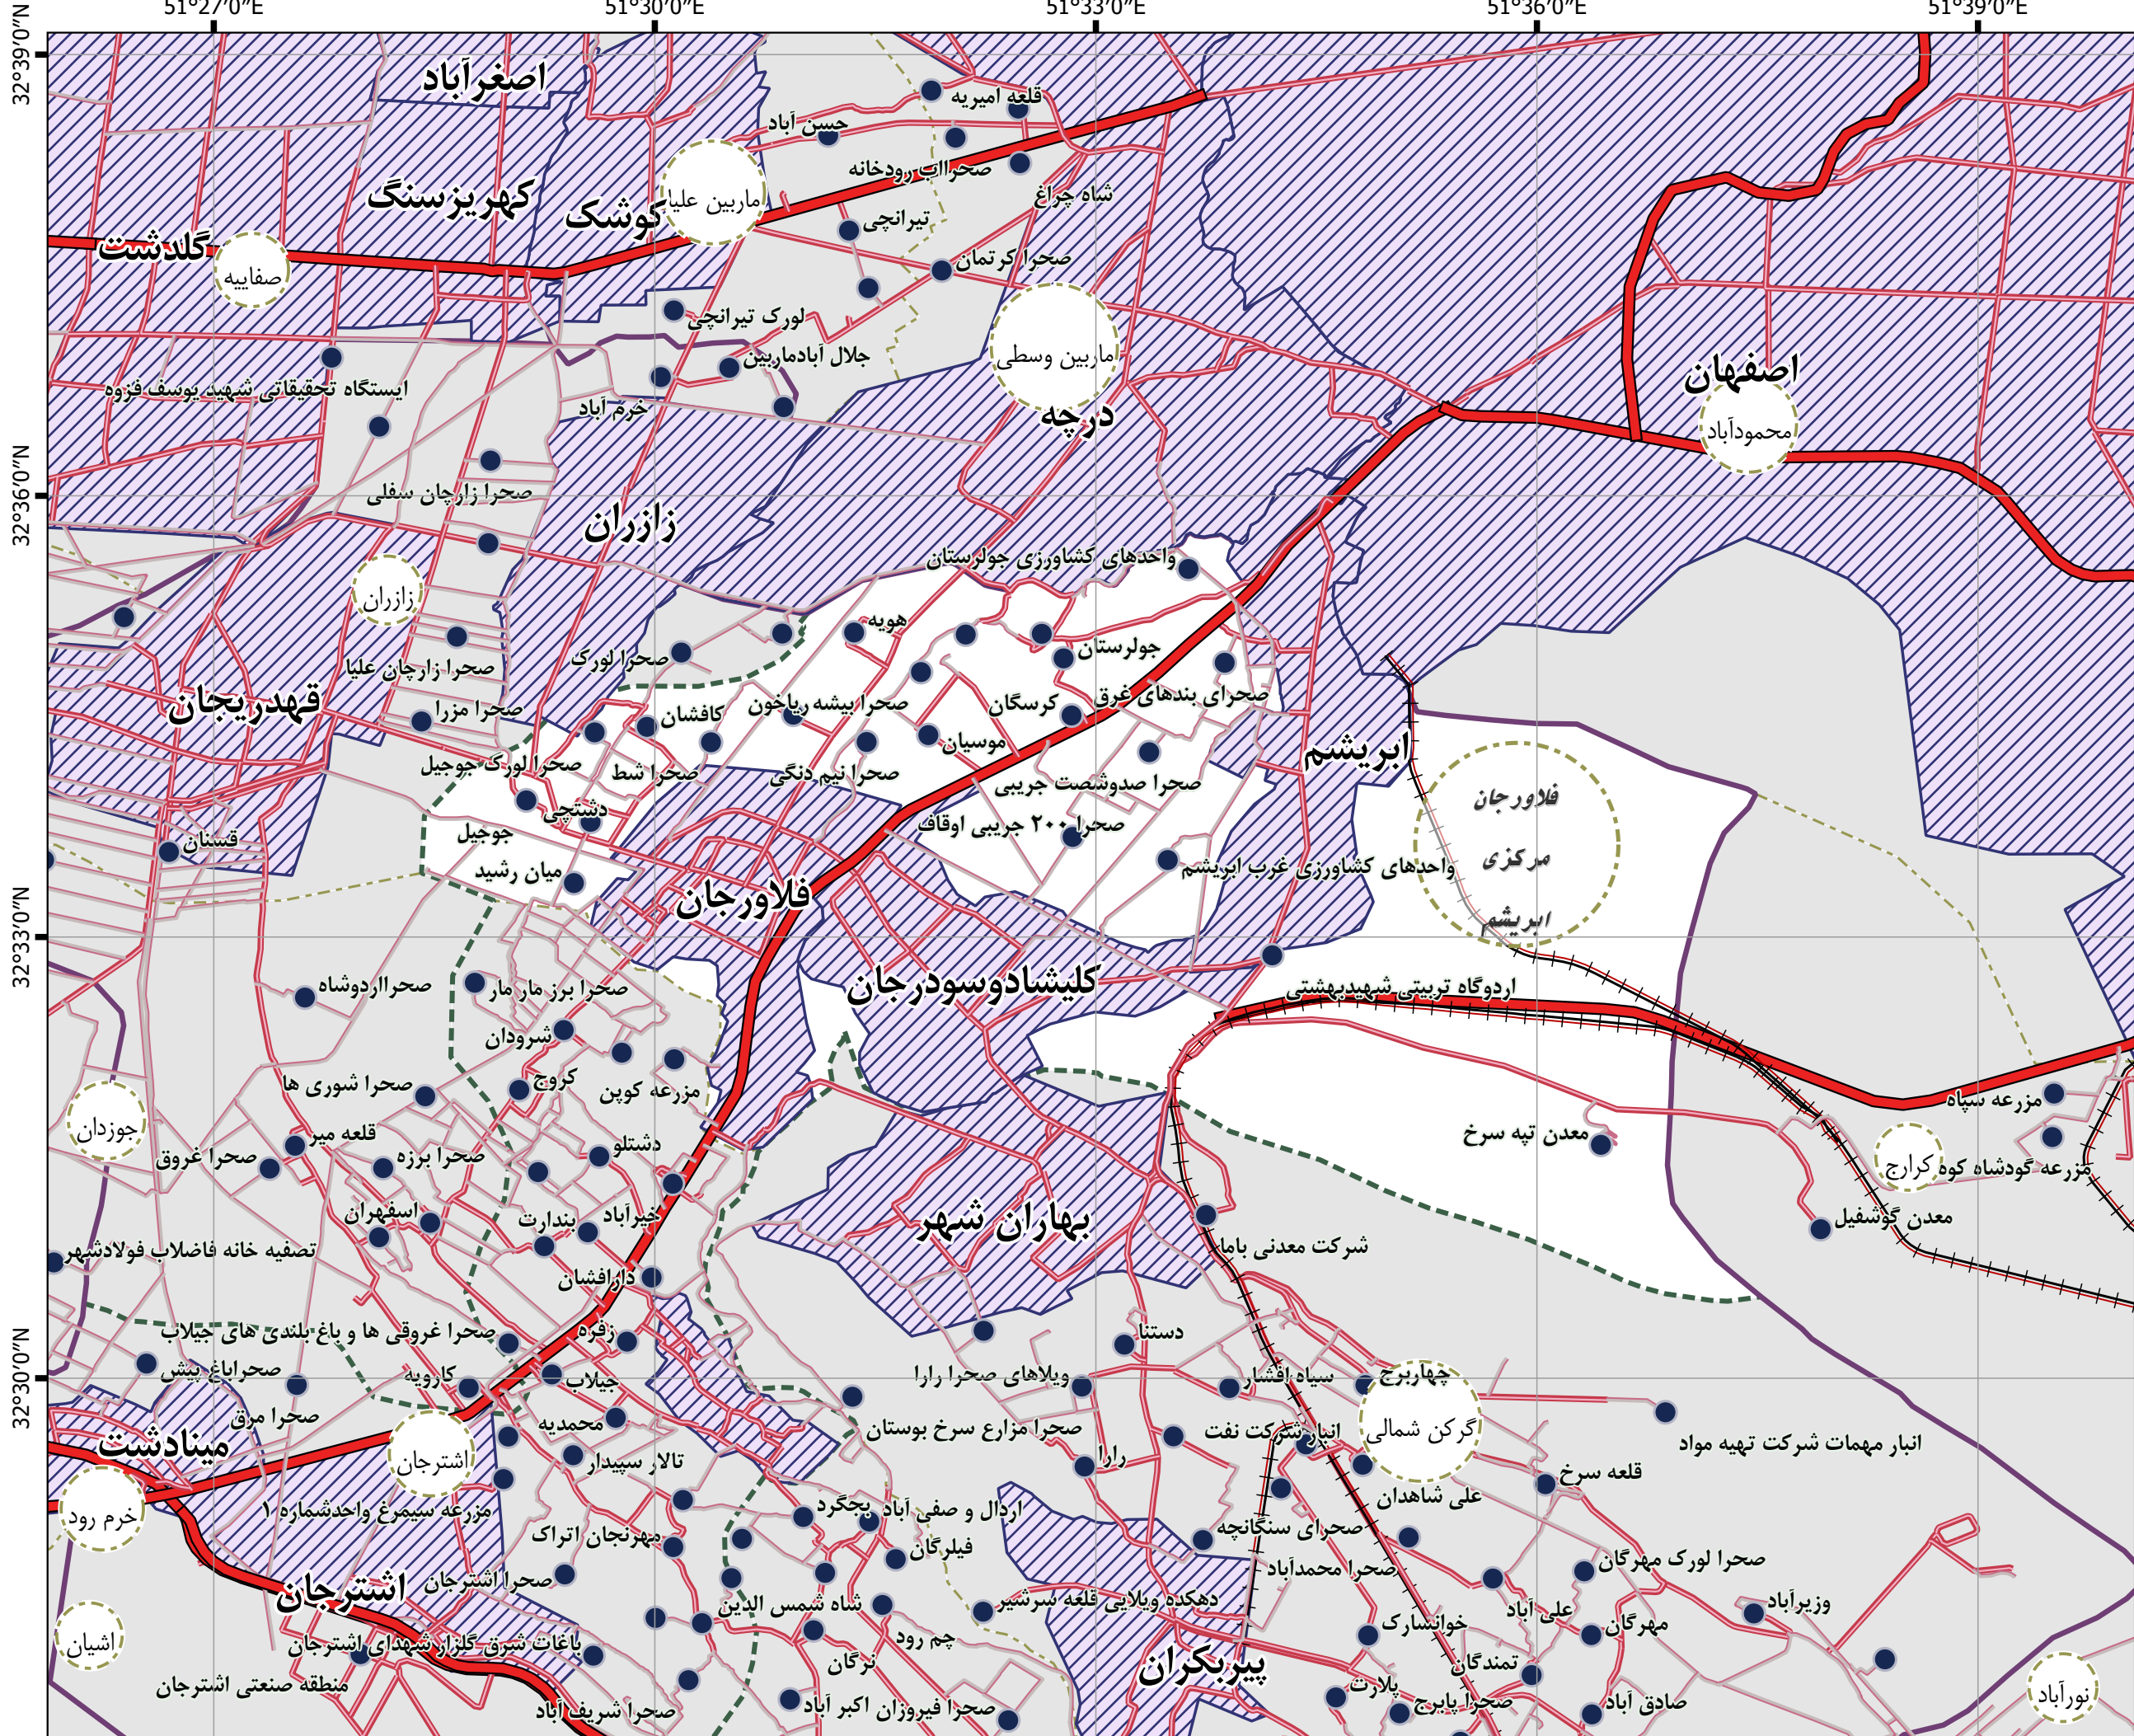 51°27'0"E
51°30'0"E
51°33'0"E
51°36'0"E
51°39'0"E
32°39'0"N
اصغرآباد
قلعه امیریه
حسن آباد
صحرااب رودخانه
شاه چراغ
کهریزسنگ
کوشک
ماربین علیا
تیرانچی
گلدشت
صفاییه
صحرا کرتمان
لورک تیرانچی
جلال آبادماربین
ماربین وسطی
درچه
اصفهان
محمودآباد
ایستگاه تحقیقاتی شهید یوسف فزوه
خرم آباد
32°36'0"N
صحرا زارچان سفلی
زازران
واحدهای کشاورزی جولرستان
زازران
هویه
جولرستان
صحرا لورک
صحرا زارچان علیا
قهدریجان
صحرا مزرا
کافشان
صحرا بیشه ریاخون
کرسگان
صحرای بندهای غرق
موسیان
ابریشم
صحرا لورک جوجیل
صحرا شط
صحرا نیم دنگی
صحرا صدوشصت جریبی
فلاورجان
مرکزی
ابریشم
دشتچی
جوجیل
صحرا ۲۰۰ جریبی اوقاف
قسنان
میان رشید
واحدهای کشاورزی غرب ابریشم
فلاورجان
32°33'0"N
کلیشادوسودرجان
صحرااردوشاه
صحرا برز مار مار
اردوگاه تربیتی شهیدبهشتی
شرودان
صحرا شوری ها
کروج
مزرعه کوپن
مزرعه سپاه
جوزدان
قلعه میر
دشتلو
معدن تپه سرخ
صحرا غروق
صحرا برزه
کرارج
مزرعه گودشاه کوه
اسفهران
بندارت
خیرآباد
بهاران شهر
معدن گوشفیل
تصفیه خانه فاضلاب فولادشهر
دارافشان
شرکت معدنی باما
صحرا غروقی ها و باغ بلندی های جیلاب
زفره
دستنا
32°30'0"N
صحراباغ پیش
کارویه
جیلاب
ویلاهای صحرا رارا
سیاه افشار
چهاربرج
صحرا مرق
محمدیه
صحرا مزارع سرخ بوستان
انبار شرکت نفت
گرکن شمالی
انبار مهمات شرکت تهیه مواد
میناد‌شت
اشترجان
تالار سپیدار
رارا
قلعه سرخ
علی شاهدان
خرم رود
مزرعه سیمرغ واحدشماره ۱
بجگرد
اردال و صفی آباد
مهرنجان اتراک
صحرای سنگانچه
فیلرگان
صحرا لورک مهرگان
صحرا محمدآباد
اشترجان
صحرا اشترجان
شاه شمس الدین
دهکده ویلایی قلعه سرشیر
علی آباد
وزیرآباد
خوانسارک
مهرگان
اشیان
باغات شرق گلزار شهدای اشترجان
چم رود
نرگان
پیربکران
تمندگان
منطقه صنعتی اشترجان
پلارت
نورآباد
صحرا شریف آباد
اکبر آباد
صحرا فیروزان
صحرا پابرج
صادق آباد